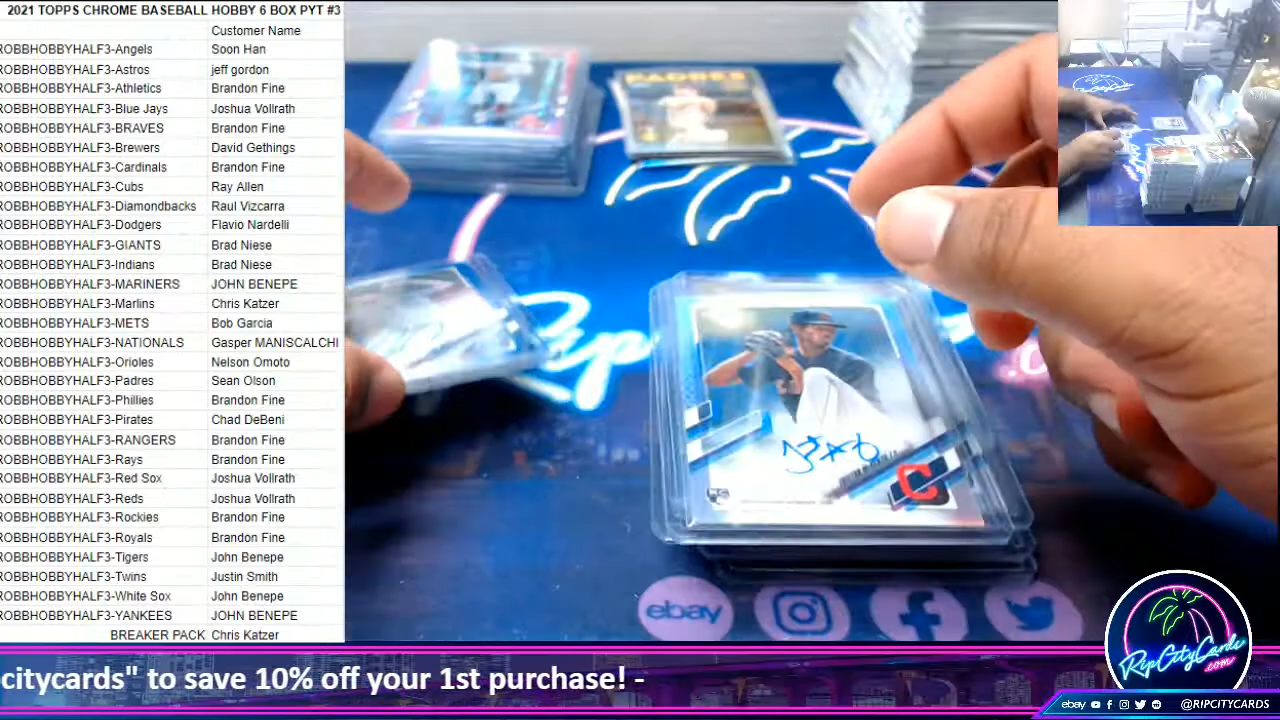 2021 TOPPS CHROME BASEBALL HOBBY 6 BOX PYT #3
Customer Name
ROBBHOBBYHALF3-Angels Soon Han
ROBBHOBBYHALF3-Astros jeff gordon
ROBBHOBBYHALF3-Athletics Brandon Fine
ROBBHOBBYHALF3-Blue Jays Joshua Vollrath
ROBBHOBBYHALF3-BRAVES Brandon Fine
ROBBHOBBYHALF3-Brewers David Gethings
ROBBHOBBYHALF3-Cardinals Brandon Fine
ROBBHOBBYHALF3-Cubs Ray Allen
ROBBHOBBYHALF3-Diamondbacks Raul Vizcarra
ROBBHOBBYHALF3-Dodgers Flavio Nardelli
ROBBHOBBYHALF3-GIANTS Brad Niese
ROBBHOBBYHALF3-Indians Brad Niese
ROBBHOBBYHALF3-MARINERS JOHN BENEPE
ROBBHOBBYHALF3-Marlins Chris Katzer
ROBBHOBBYHALF3-METS Bob Garcia
ROBBHOBBYHALF3-NATIONALS Gasper MANISCALCHI
ROBBHOBBYHALF3-Orioles Nelson Omoto
ROBBHOBBYHALF3-Padres Sean Olson
ROBBHOBBYHALF3-Phillies Brandon Fine
ROBBHOBBYHALF3-Pirates Chad DeBeni
ROBBHOBBYHALF3-RANGERS Brandon Fine
ROBBHOBBYHALF3-Rays Brandon Fine
ROBBHOBBYHALF3-Red Sox Joshua Vollrath
ROBBHOBBYHALF3-Reds Joshua Vollrath
ROBBHOBBYHALF3-Rockies Brandon Fine
ROBBHOBBYHALF3-Royals Brandon Fine
ROBBHOBBYHALF3-Tigers John Benepe
ROBBHOBBYHALF3-Twins Justin Smith
ROBBHOBBYHALF3-White Sox John Benepe
ROBBHOBBYHALF3-YANKEES JOHN BENEPE
BREAKER PACK Chris Katzer
PADRES
Rip
C
RC
ebay
citycards" to save 10% off your 1st purchase! -
RipCityCards
.com
ebay @RIPCITYCARDS